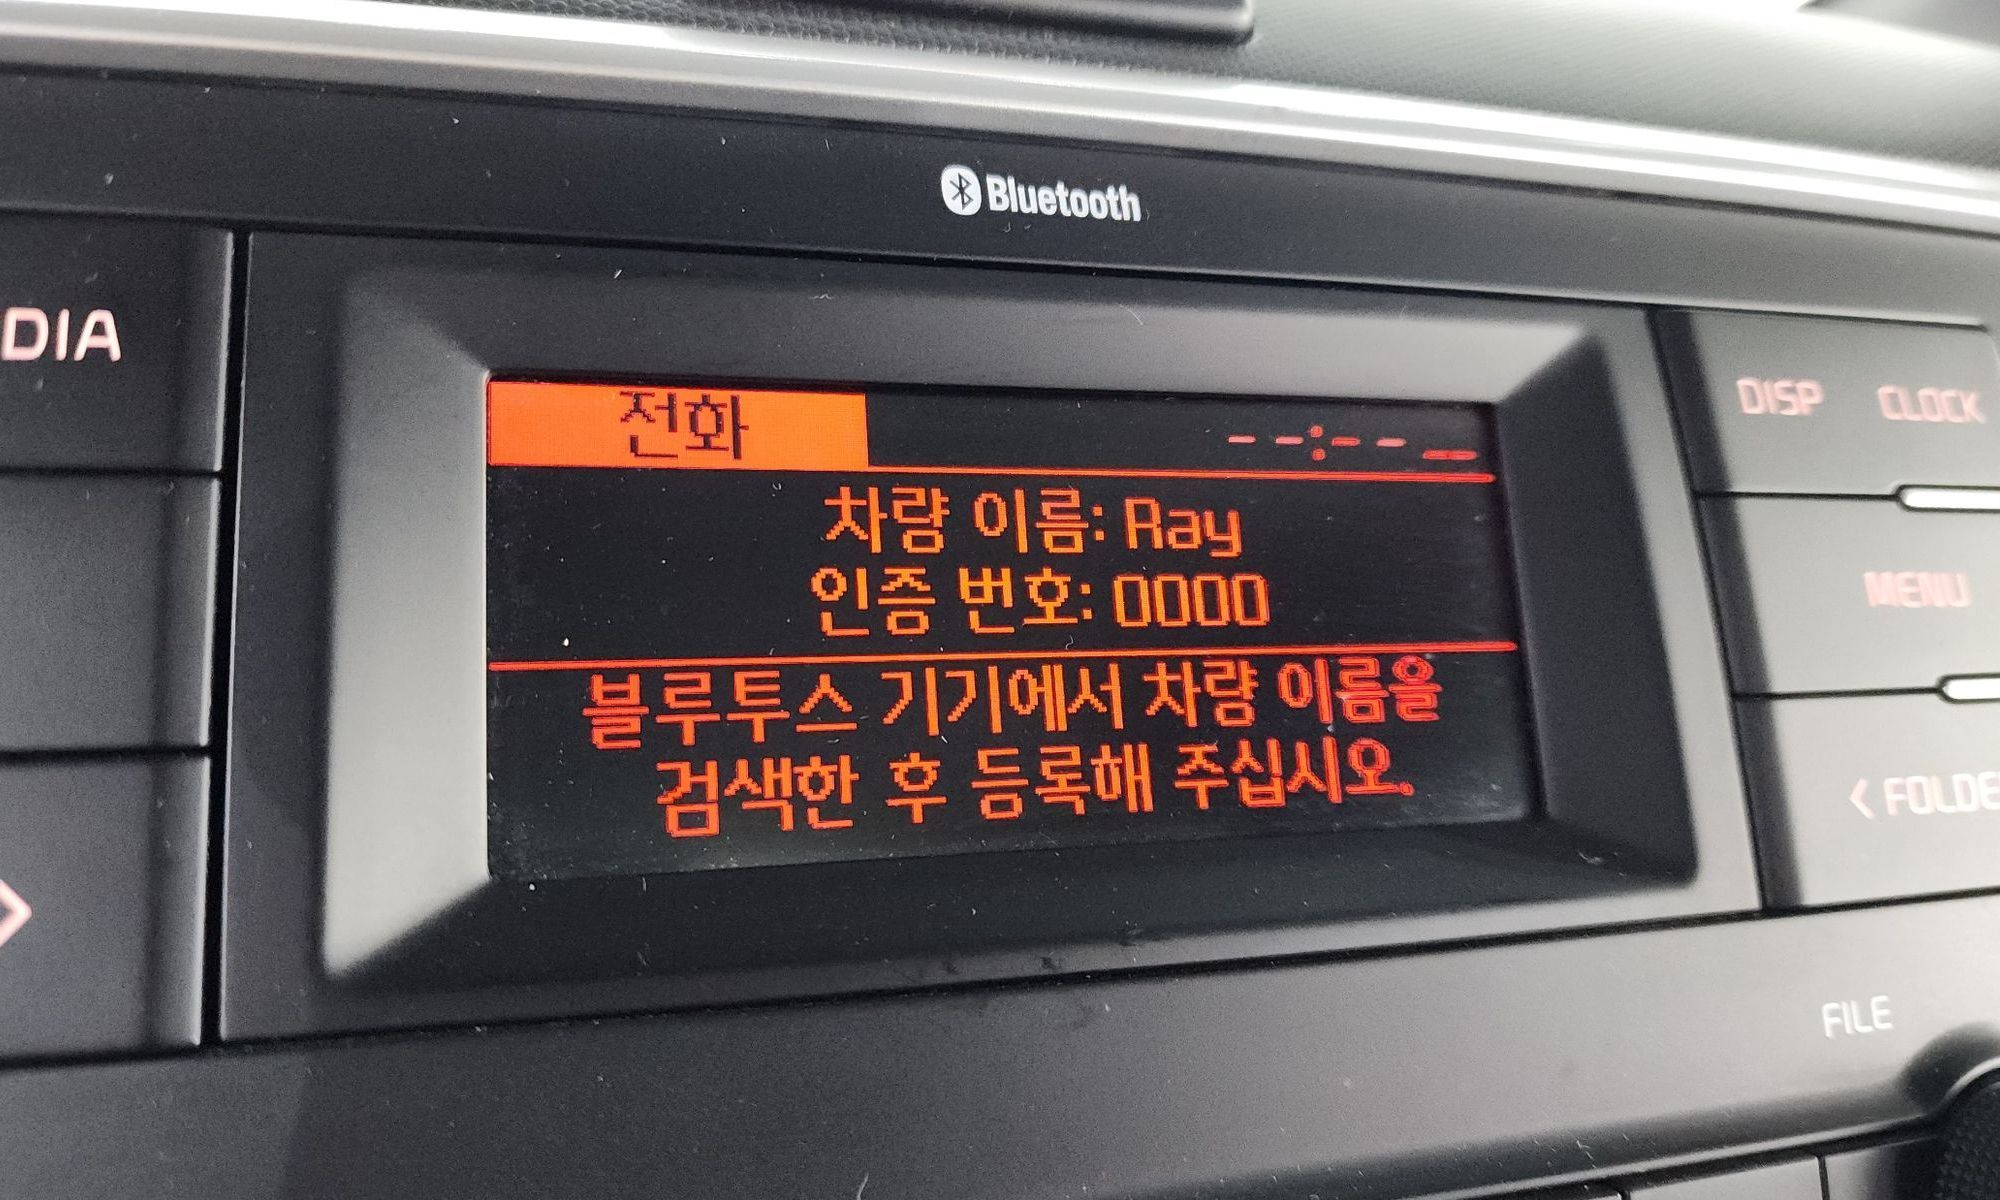 Bluetooth
DIA
DISP CLOCK
전화 --:-- __
차량 이름: Ray
인증 번호: 0000
MENU
블루투스 기기에서 차량 이름을
검색한 후 등록해 주십시오.
< FOLDE
FILE